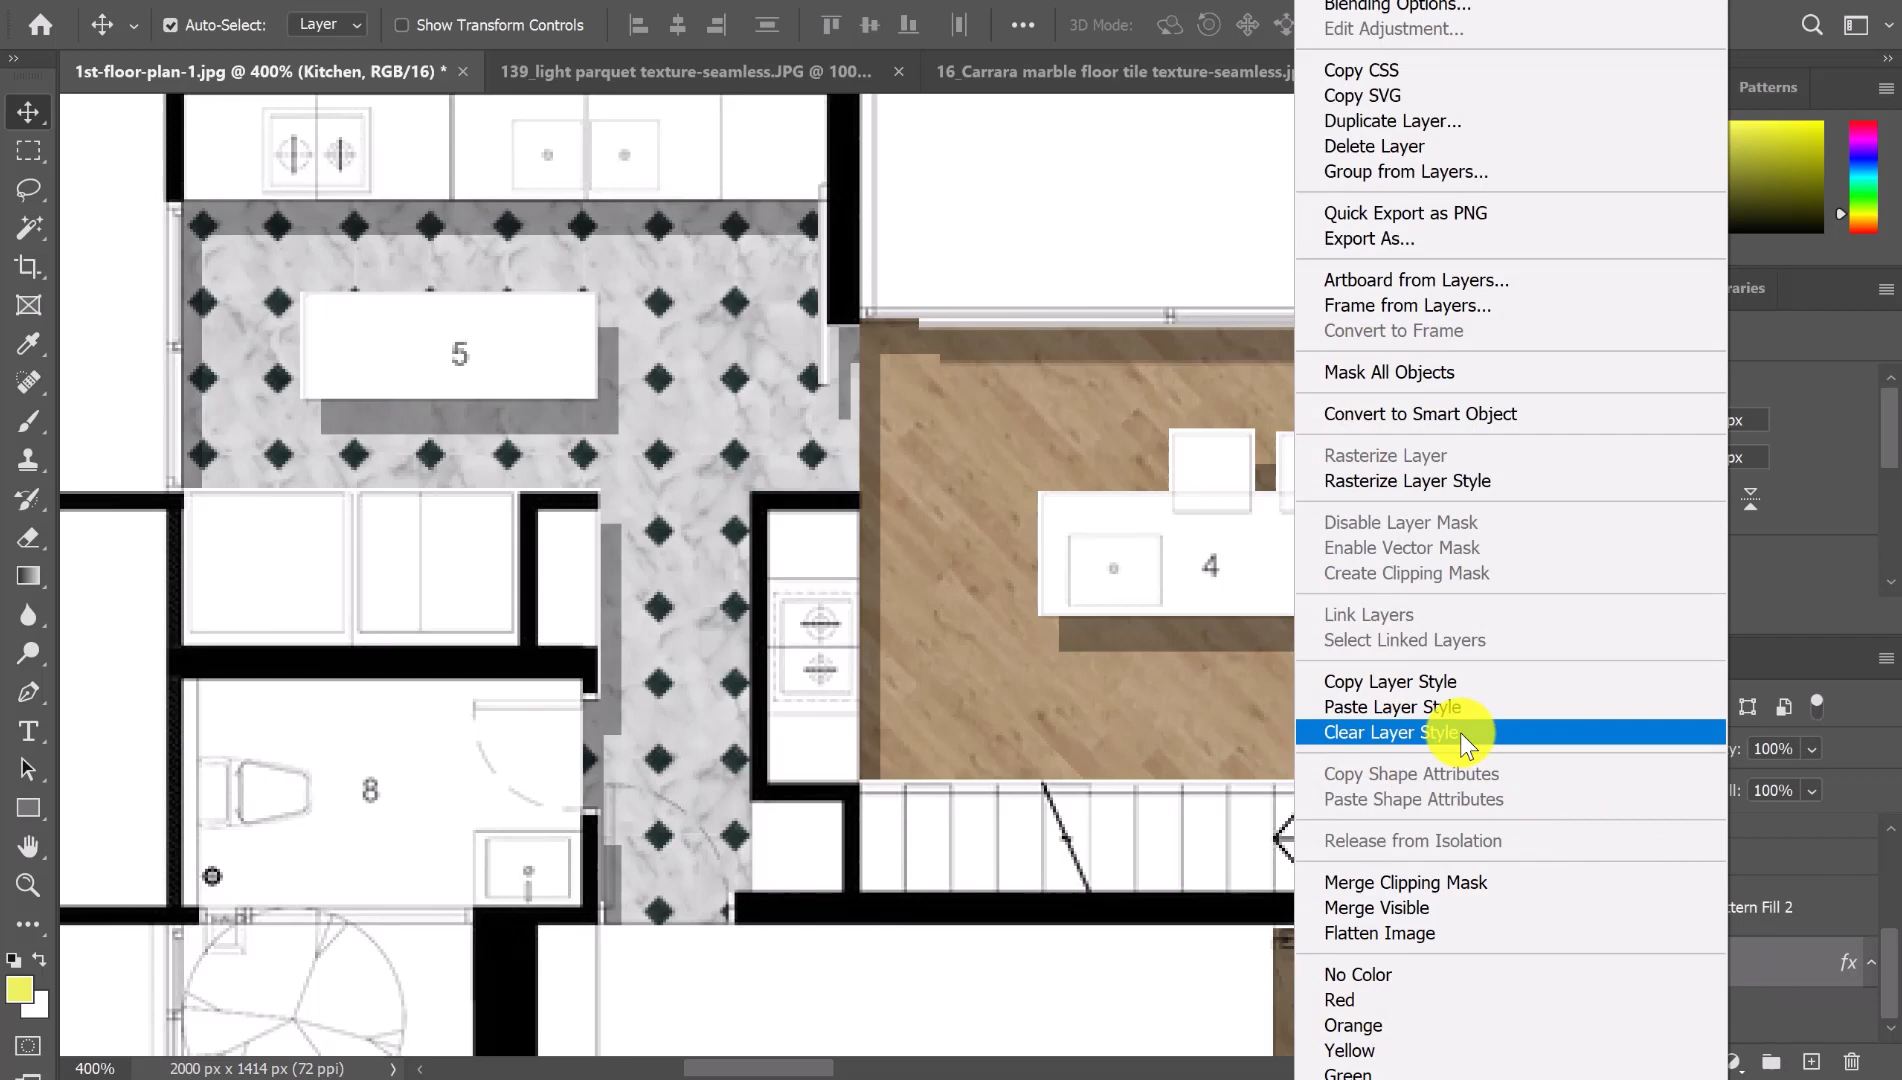 Auto-Select: Layer Show Transform Controls 3D Mode:
1st-floor-plan-1.jpg @ 400% (Kitchen, RGB/16) * × 139_light parquet texture-seamless.JPG @ 100... × 16_Carrara marble floor tile texture-seamless.jp
Patterns
5
4
8
Blending Options...
Edit Adjustment...
Copy CSS
Copy SVG
Duplicate Layer...
Delete Layer
Group from Layers...
Quick Export as PNG
Export As...
Artboard from Layers...
Frame from Layers...
Convert to Frame
Mask All Objects
Convert to Smart Object
Rasterize Layer
Rasterize Layer Style
Disable Layer Mask
Enable Vector Mask
Create Clipping Mask
Link Layers
Select Linked Layers
Copy Layer Style
Paste Layer Style
Clear Layer Style
Copy Shape Attributes
Paste Shape Attributes
Release from Isolation
Merge Clipping Mask
Merge Visible
Flatten Image
No Color
Red
Orange
Yellow
Green
raries
px
px
y: 100%
ll: 100%
ttern Fill 2
fx
400% 2000 px x 1414 px (72 ppi)